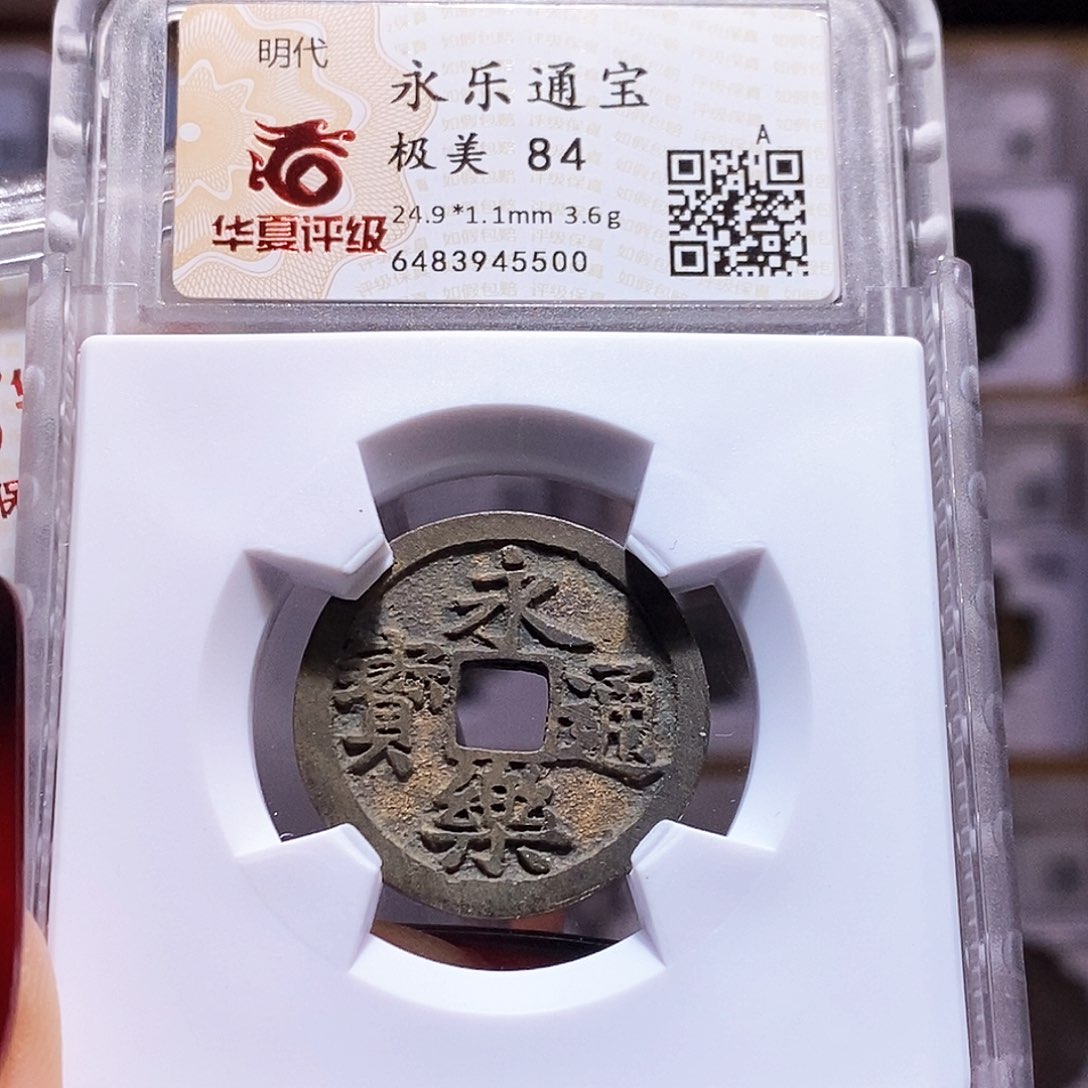 明代
永乐通宝
极美 84
A
华夏评级
24.9*1.1mm 3.6g
6483945500
永樂通寶